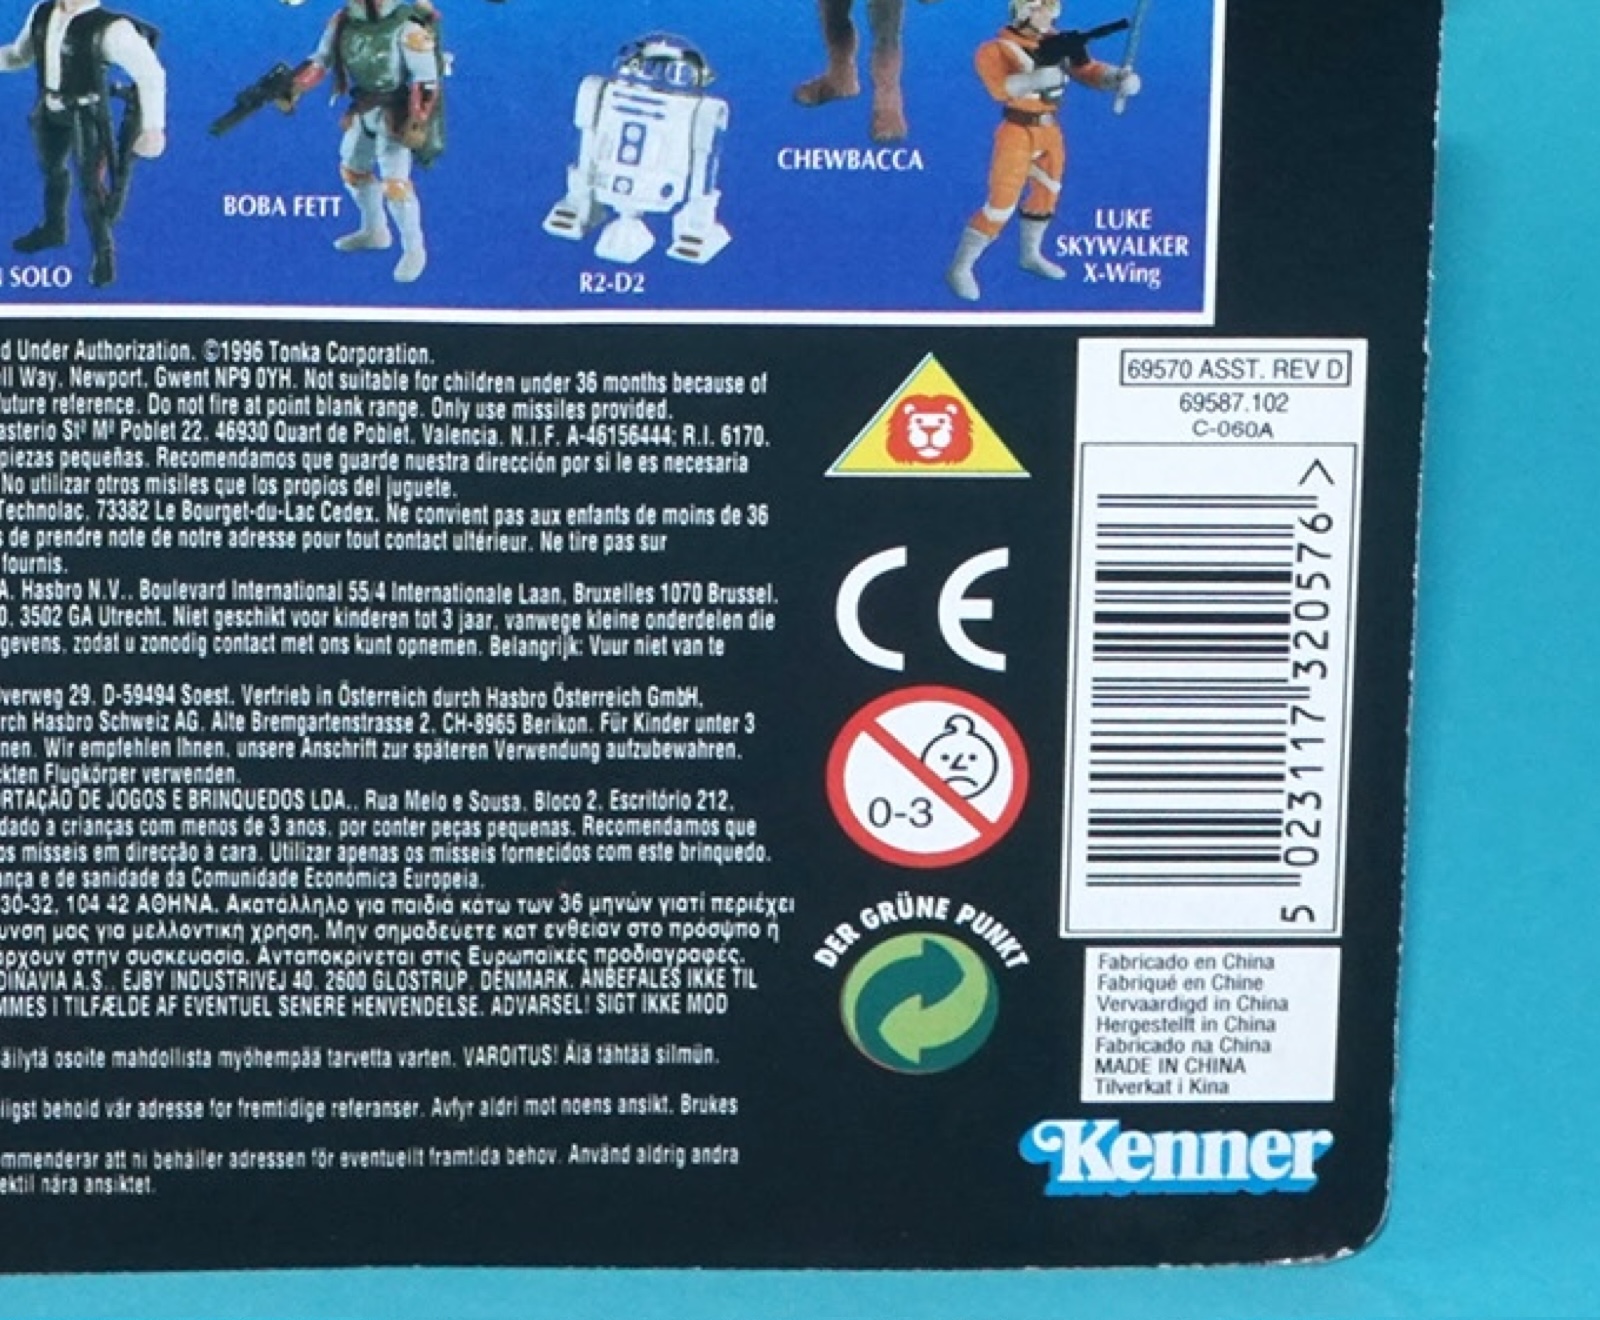 BOBA FETT
SOLO
R2-D2
CHEWBACCA
LUKE
SKYWALKER
X-Wing
d Under Authorization. ©1996 Tonka Corporation.
ll Way, Newport, Gwent NP9 0YH. Not suitable for children under 36 months because of
future reference. Do not fire at point blank range. Only use missiles provided.
asterio Stª Mª Poblet 22. 46930 Quart de Poblet. Valencia. N.I.F. A-46156444: R.I. 6170.
piezas pequeñas. Recomendamos que guarde nuestra dirección por si le es necesaria
No utilizar otros misiles que los propios del juguete.
Technolac, 73382 Le Bourget-du-Lac Cedex. Ne convient pas aux enfants de moins de 36
s de prendre note de notre adresse pour tout contact ultérieur. Ne tire pas sur
fournis.
A. Hasbro N.V., Boulevard International 55/4 Internationale Laan, Bruxelles 1070 Brussel.
0, 3502 GA Utrecht. Niet geschikt voor kinderen tot 3 jaar, vanwege kleine onderdelen die
gevens, zodat u zonodig contact met ons kunt opnemen. Belangrijk: Vuur niet van te
verweg 29, D-59494 Soest. Vertrieb in Österreich durch Hasbro Österreich GmbH,
rch Hasbro Schweiz AG, Alte Bremgartenstrasse 2, CH-8965 Berikon. Für Kinder unter 3
nen. Wir empfehlen Ihnen, unsere Anschrift zur späteren Verwendung aufzubewahren.
ckten Flugkörper verwenden.
ORTAÇÃO DE JOGOS E BRINQUEDOS LDA., Rua Melo e Sousa, Bloco 2, Escritório 212,
dado a crianças com menos de 3 anos, por conter peças pequenas. Recomendamos que
os mísseis em direcção à cara. Utilizar apenas os mísseis fornecidos com este brinquedo.
ança e de sanidade da Comunidade Económica Europeia.
30-32, 104 42 ΑΘΗΝΑ. Ακατάλληλο για παιδιά κάτω των 36 μηνών γιατί περιέχει
υνση μας για μελλοντική χρήση. Μην σημαδεύετε κατ ενθείαν στο πρόσψπο ή
άρχουν στην συσκευασία. Ανταποκρίνεται στις Ευρωπαϊκές προδιαγραφές.
DINAVIA A.S., EJBY INDUSTRIVEJ 40, 2600 GLOSTRUP, DENMARK. ANBEFALES IKKE TIL
MMES I TILFÆLDE AF EVENTUEL SENERE HENVENDELSE. ADVARSEL! SIGT IKKE MOD
äilytä osoite mahdollista myöhempää tarvetta varten. VAROITUS! Älä tähtää silmiin.
ligst behold vår adresse for fremtidige referanser. Avfyr aldri mot noens ansikt. Brukes
mmenderar att ni behåller adressen för eventuellt framtida behov. Använd aldrig andra
ektil nära ansiktet.
CE
0-3
DER GRÜNE PUNKT
69570 ASST. REV D
69587.102
C-060A
5 023117 320576 >
Fabricado en China
Fabriqué en Chine
Vervaardigd in China
Hergestellt in China
Fabricado na China
MADE IN CHINA
Tilverkat i Kina
Kenner